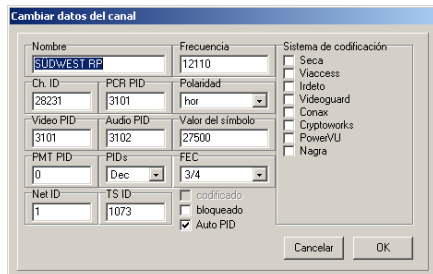 Cambiar datos del canal
Nombre
SÜDWEST RP
Frecuencia
12110
Sistema de codificación
Seca
Viaccess
Irdeto
Videoguard
Conax
Cryptoworks
PowerVU
Nagra
Ch. ID
28231
PCR PID
3101
Polaridad
hor
Video PID
3101
Audio PID
3102
Valor del símbolo
27500
PMT PID
0
PIDs
Dec
FEC
3/4
Net ID
1
TS ID
1073
codificado
bloqueado
Auto PID
Cancelar
OK